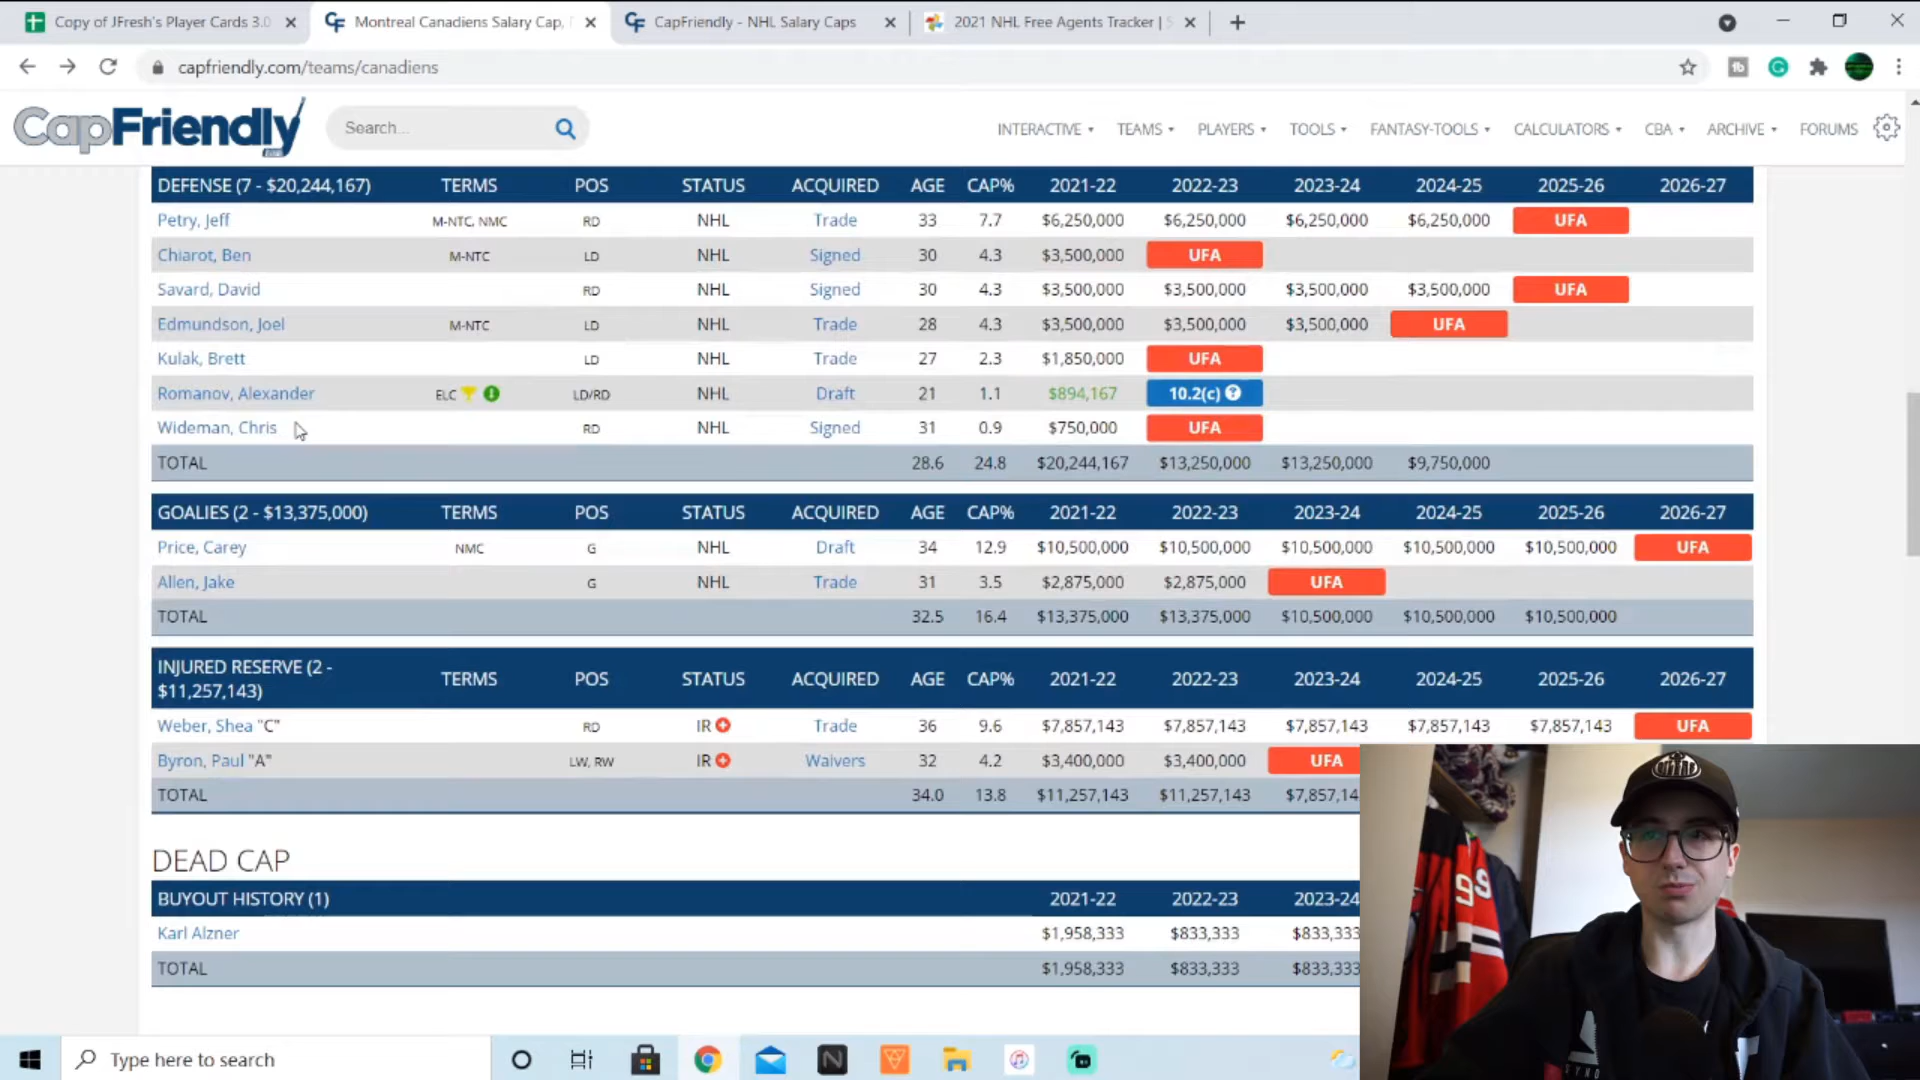 Copy of JFresh's Player Cards 3.0
Montreal Canadiens Salary Cap,
CapFriendly - NHL Salary Caps
2021 NHL Free Agents Tracker |
capfriendly.com/teams/canadiens
CapFriendly
Search...
INTERACTIVE TEAMS PLAYERS TOOLS FANTASY-TOOLS CALCULATORS CBA ARCHIVE FORUMS
DEFENSE (7 - $20,244,167) TERMS POS STATUS ACQUIRED AGE CAP% 2021-22 2022-23 2023-24 2024-25 2025-26 2026-27
Petry, Jeff M-NTC, NMC RD NHL Trade 33 7.7 $6,250,000 $6,250,000 $6,250,000 $6,250,000 UFA
Chiarot, Ben M-NTC LD NHL Signed 30 4.3 $3,500,000 UFA
Savard, David RD NHL Signed 30 4.3 $3,500,000 $3,500,000 $3,500,000 $3,500,000 UFA
Edmundson, Joel M-NTC LD NHL Trade 28 4.3 $3,500,000 $3,500,000 $3,500,000 UFA
Kulak, Brett LD NHL Trade 27 2.3 $1,850,000 UFA
Romanov, Alexander ELC LD/RD NHL Draft 21 1.1 $894,167 10.2(c) ?
Wideman, Chris RD NHL Signed 31 0.9 $750,000 UFA
TOTAL 28.6 24.8 $20,244,167 $13,250,000 $13,250,000 $9,750,000
GOALIES (2 - $13,375,000) TERMS POS STATUS ACQUIRED AGE CAP% 2021-22 2022-23 2023-24 2024-25 2025-26 2026-27
Price, Carey NMC G NHL Draft 34 12.9 $10,500,000 $10,500,000 $10,500,000 $10,500,000 $10,500,000 UFA
Allen, Jake G NHL Trade 31 3.5 $2,875,000 $2,875,000 UFA
TOTAL 32.5 16.4 $13,375,000 $13,375,000 $10,500,000 $10,500,000 $10,500,000
INJURED RESERVE (2 -
$11,257,143) TERMS POS STATUS ACQUIRED AGE CAP% 2021-22 2022-23 2023-24 2024-25 2025-26 2026-27
Weber, Shea "C" RD IR Trade 36 9.6 $7,857,143 $7,857,143 $7,857,143 $7,857,143 $7,857,143 UFA
Byron, Paul "A" LW, RW IR Waivers 32 4.2 $3,400,000 $3,400,000 UFA
TOTAL 34.0 13.8 $11,257,143 $11,257,143 $7,857,14
DEAD CAP
BUYOUT HISTORY (1) 2021-22 2022-23 2023-24
Karl Alzner $1,958,333 $833,333 $833,333
TOTAL $1,958,333 $833,333 $833,333
Type here to search